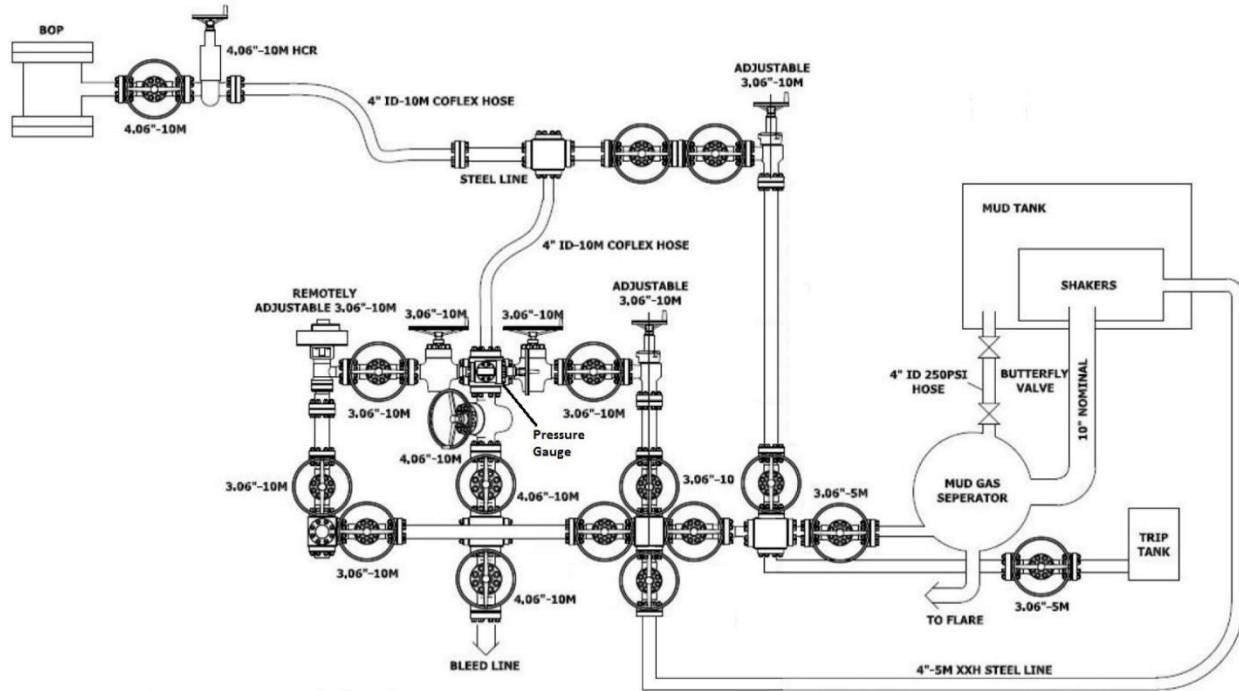 BOP
4.06"-10M HCR
4.06"-10M
4" ID-10M COFLEX HOSE
STEEL LINE
ADJUSTABLE
3.06"-10M
4" ID-10M COFLEX HOSE
MUD TANK
SHAKERS
REMOTELY
ADJUSTABLE 3.06"-10M
3.06"-10M
3.06"-10M
ADJUSTABLE
3.06"-10M
4" ID 250PSI
HOSE
BUTTERFLY
VALVE
10" NOMINAL
3.06"-10M
3.06"-10M
Pressure
Gauge
4.06"-10M
3.06"-10M
4.06"-10M
3.06"-10
3.06"-5M
MUD GAS
SEPERATOR
TRIP
TANK
3.06"-10M
4.06"-10M
3.06"-5M
TO FLARE
BLEED LINE
4"-5M XXH STEEL LINE